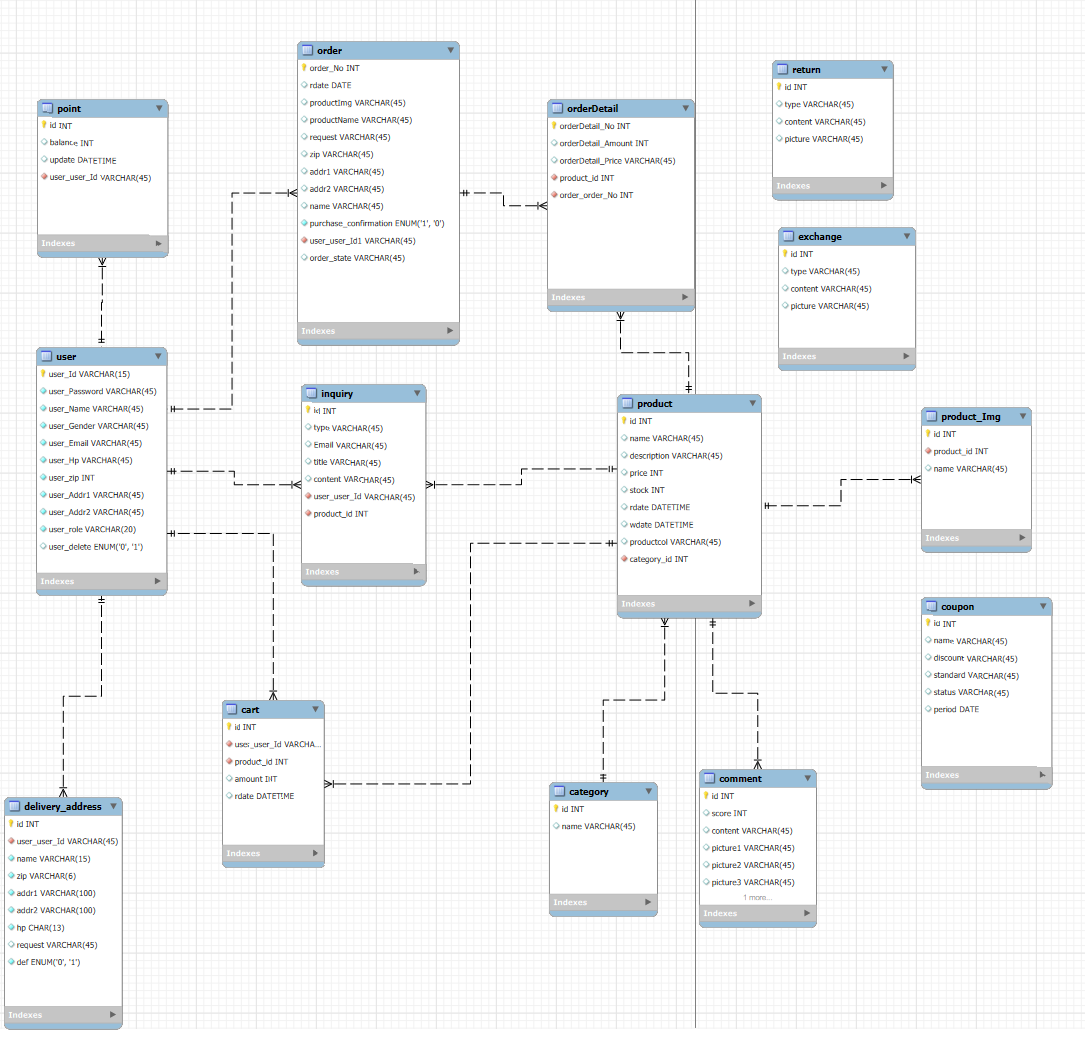 order
order_No INT
rdate DATE
productImg VARCHAR(45)
productName VARCHAR(45)
request VARCHAR(45)
zip VARCHAR(45)
addr1 VARCHAR(45)
addr2 VARCHAR(45)
name VARCHAR(45)
purchase_confirmation ENUM('1', '0')
user_user_Id1 VARCHAR(45)
order_state VARCHAR(45)
Indexes
return
id INT
type VARCHAR(45)
content VARCHAR(45)
picture VARCHAR(45)
Indexes
point
id INT
balance INT
update DATETIME
user_user_Id VARCHAR(45)
Indexes
orderDetail
orderDetail_No INT
orderDetail_Amount INT
orderDetail_Price VARCHAR(45)
product_id INT
order_order_No INT
Indexes
exchange
id INT
type VARCHAR(45)
content VARCHAR(45)
picture VARCHAR(45)
Indexes
user
user_Id VARCHAR(15)
user_Password VARCHAR(45)
user_Name VARCHAR(45)
user_Gender VARCHAR(45)
user_Email VARCHAR(45)
user_Hp VARCHAR(45)
user_zip INT
user_Addr1 VARCHAR(45)
user_Addr2 VARCHAR(45)
user_role VARCHAR(20)
user_delete ENUM('0', '1')
Indexes
inquiry
id INT
type VARCHAR(45)
Email VARCHAR(45)
title VARCHAR(45)
content VARCHAR(45)
user_user_Id VARCHAR(45)
product_id INT
Indexes
product
id INT
name VARCHAR(45)
description VARCHAR(45)
price INT
stock INT
rdate DATETIME
wdate DATETIME
productcol VARCHAR(45)
category_id INT
Indexes
product_Img
id INT
product_id INT
name VARCHAR(45)
Indexes
coupon
id INT
name VARCHAR(45)
discount VARCHAR(45)
standard VARCHAR(45)
status VARCHAR(45)
period DATE
Indexes
cart
id INT
user_user_Id VARCHA...
product_id INT
amount INT
rdate DATETIME
Indexes
category
id INT
name VARCHAR(45)
Indexes
comment
id INT
score INT
content VARCHAR(45)
picture1 VARCHAR(45)
picture2 VARCHAR(45)
picture3 VARCHAR(45)
1 more...
Indexes
delivery_address
id INT
user_user_Id VARCHAR(45)
name VARCHAR(15)
zip VARCHAR(6)
addr1 VARCHAR(100)
addr2 VARCHAR(100)
hp CHAR(13)
request VARCHAR(45)
def ENUM('0', '1')
Indexes